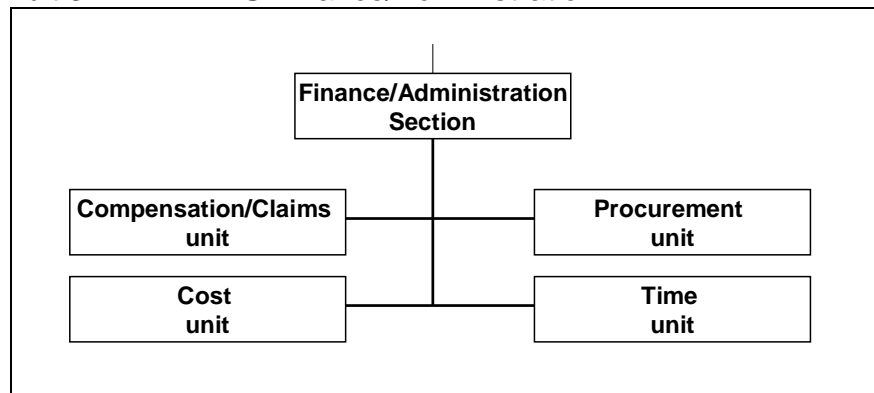 Finance/Administration
Section
Compensation/Claims
unit
Procurement
unit
Cost
unit
Time
unit